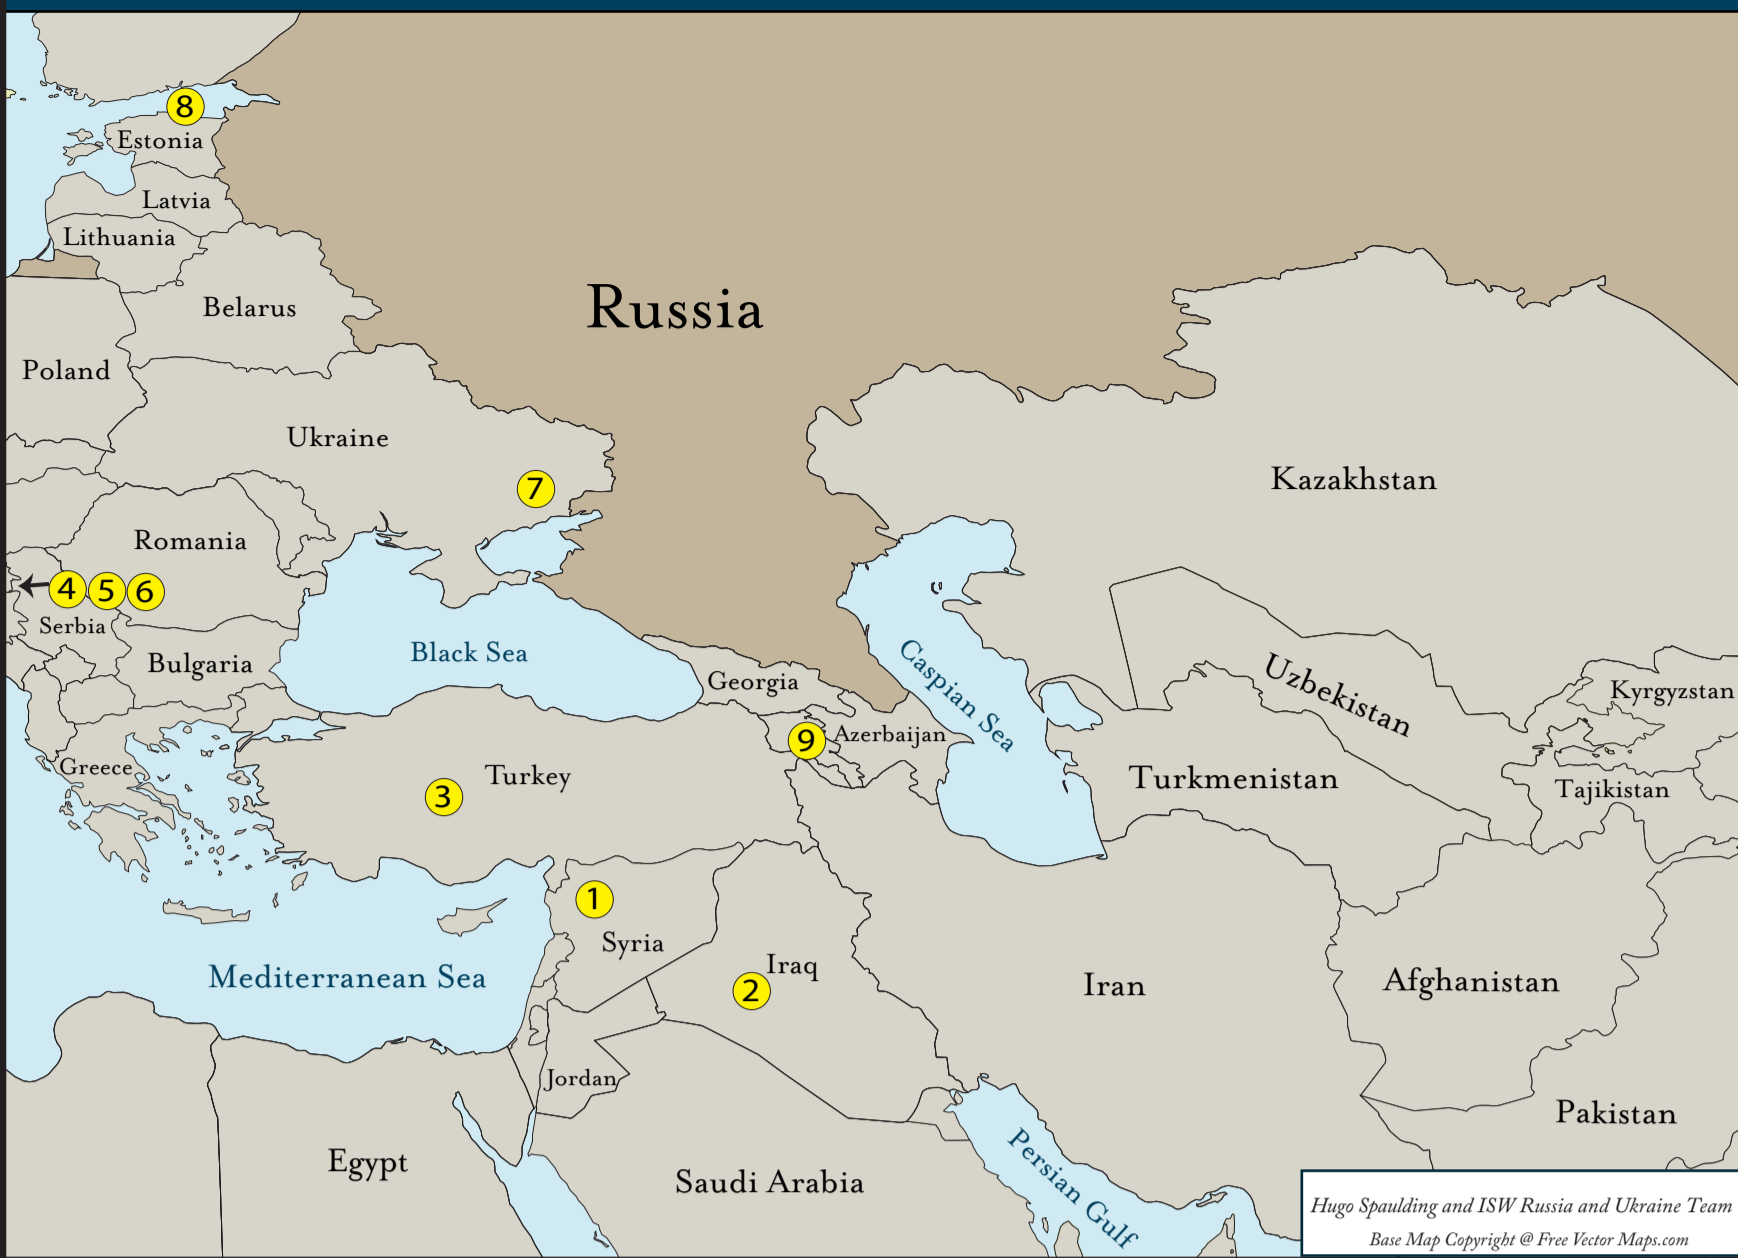 8
Estonia
Latvia
Lithuania
Belarus
Russia
Poland
Ukraine
Kazakhstan
7
Romania
4 5 6
Serbia
Black Sea
Bulgaria
Georgia
Caspian Sea
Uzbekistan
Kyrgyzstan
9
Azerbaijan
Greece
Turkey
3
Turkmenistan
Tajikistan
1
Syria
Iraq
2
Mediterranean Sea
Iran
Afghanistan
Jordan
Pakistan
Egypt
Saudi Arabia
Persian Gulf
Hugo Spaulding and ISW Russia and Ukraine Team
Base Map Copyright @ Free Vector Maps.com